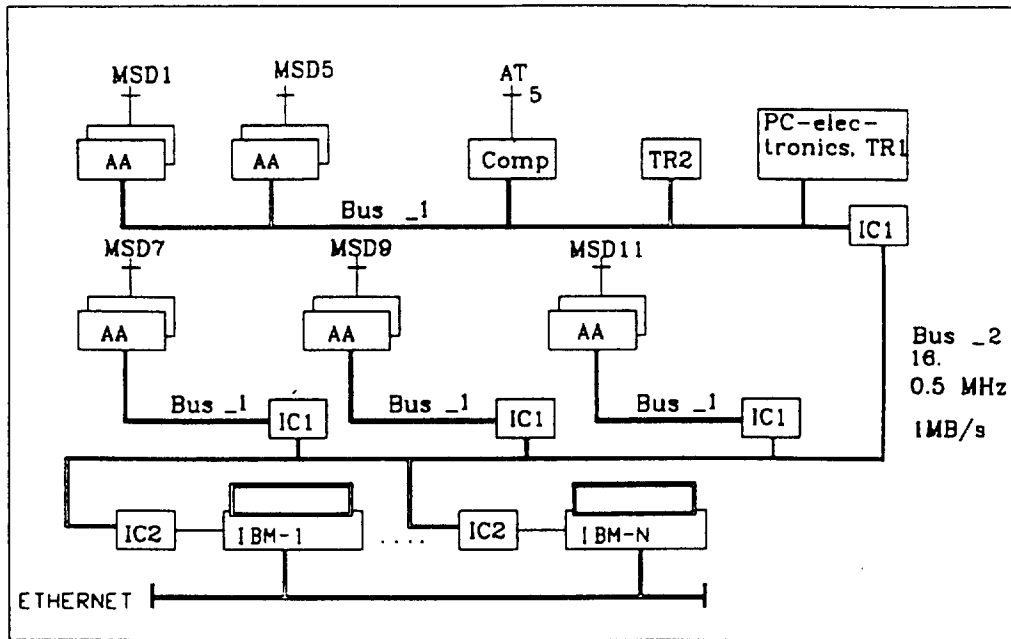 MSD1
MSD5
AT
5
PC-elec-
tronics, TR1
AA
AA
Comp
TR2
Bus _1
IC1
MSD7
MSD9
MSD11
AA
AA
AA
Bus _2
16.
0.5 MHz
1MB/s
Bus _1
IC1
Bus _1
IC1
Bus _1
IC1
IC2
IBM-1
....
IC2
IBM-N
ETHERNET